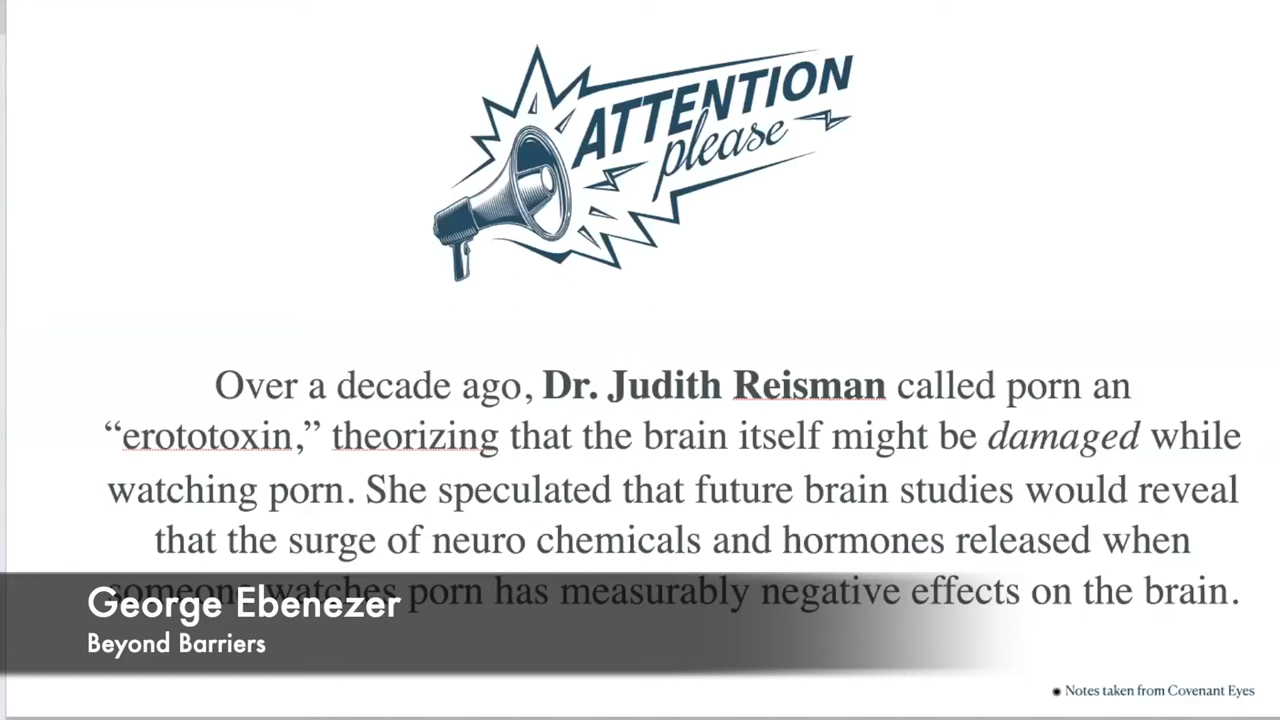 ATTENTION
please
Over a decade ago, Dr. Judith Reisman called porn an
“erototoxin,” theorizing that the brain itself might be damaged while
watching porn. She speculated that future brain studies would reveal
that the surge of neuro chemicals and hormones released when
someone watches porn has measurably negative effects on the brain.
George Ebenezer
Beyond Barriers
Notes taken from Covenant Eyes